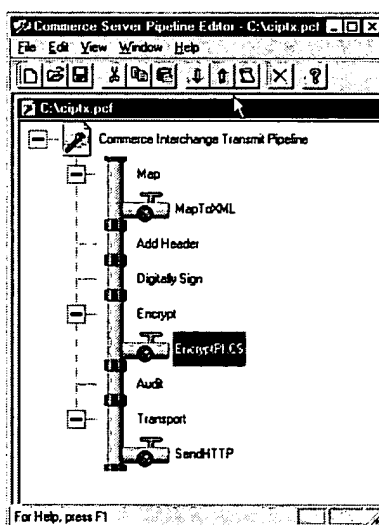 Commerce Server Pipeline Editor - C:\ciptx.pcf
File Edit View Window Help
C:\ciptx.pcf
Commerce Interchange Transmit Pipeline
Map
MapToXML
Add Header
Digitally Sign
Encrypt
EncryptPKCS
Audit
Transport
SendHTTP
For Help, press F1